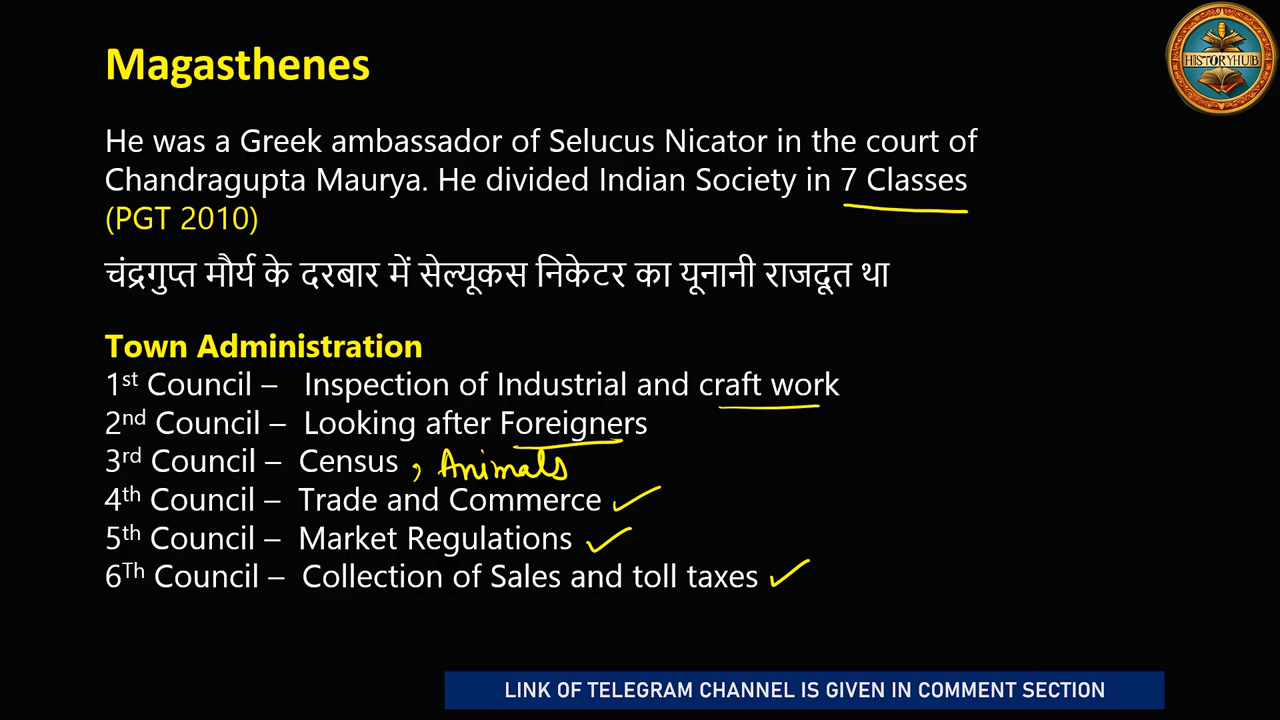 Magasthenes
HISTORYHUB
He was a Greek ambassador of Selucus Nicator in the court of
Chandragupta Maurya. He divided Indian Society in 7 Classes
(PGT 2010)
चंद्रगुप्त मौर्य के दरबार में सेल्यूकस निकेटर का यूनानी राजदूत था
Town Administration
1st Council – Inspection of Industrial and craft work
2nd Council – Looking after Foreigners
3rd Council – Census , Animals
4th Council – Trade and Commerce
5th Council – Market Regulations
6Th Council – Collection of Sales and toll taxes
LINK OF TELEGRAM CHANNEL IS GIVEN IN COMMENT SECTION